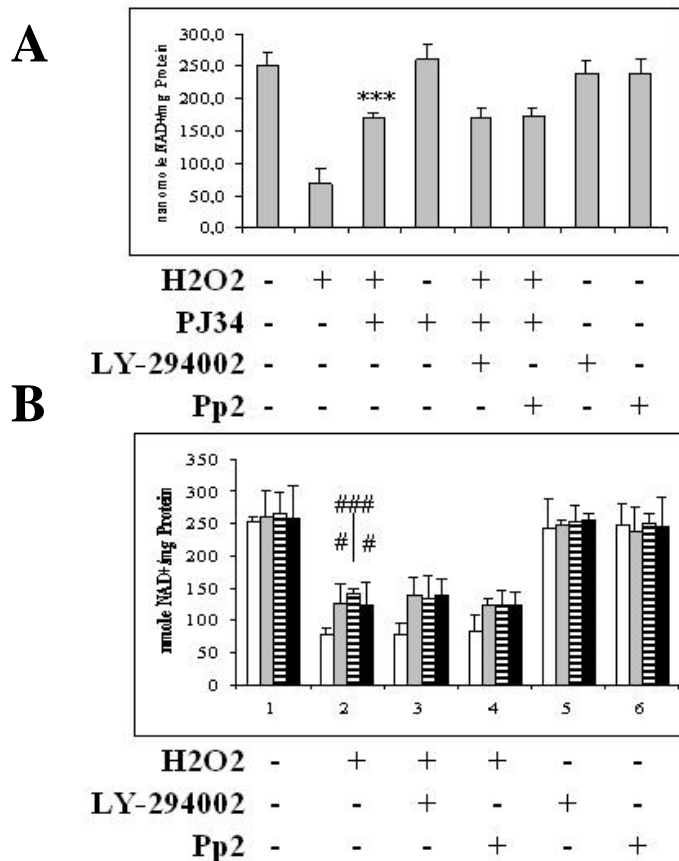 A
nanomole NAD+/mg Protein
300,0
250,0
200,0
150,0
100,0
50,0
0,0
***
H2O2 - + + - + + - -
PJ34 - - + + + + - -
LY-294002 - - - - + - + -
Pp2 - - - - - + - +
B
nmole NAD+/mg Protein
350
300
250
200
150
100
50
0
###
# #
1 2 3 4 5 6
H2O2 - + + + - -
LY-294002 - - + - + -
Pp2 - - - + - +